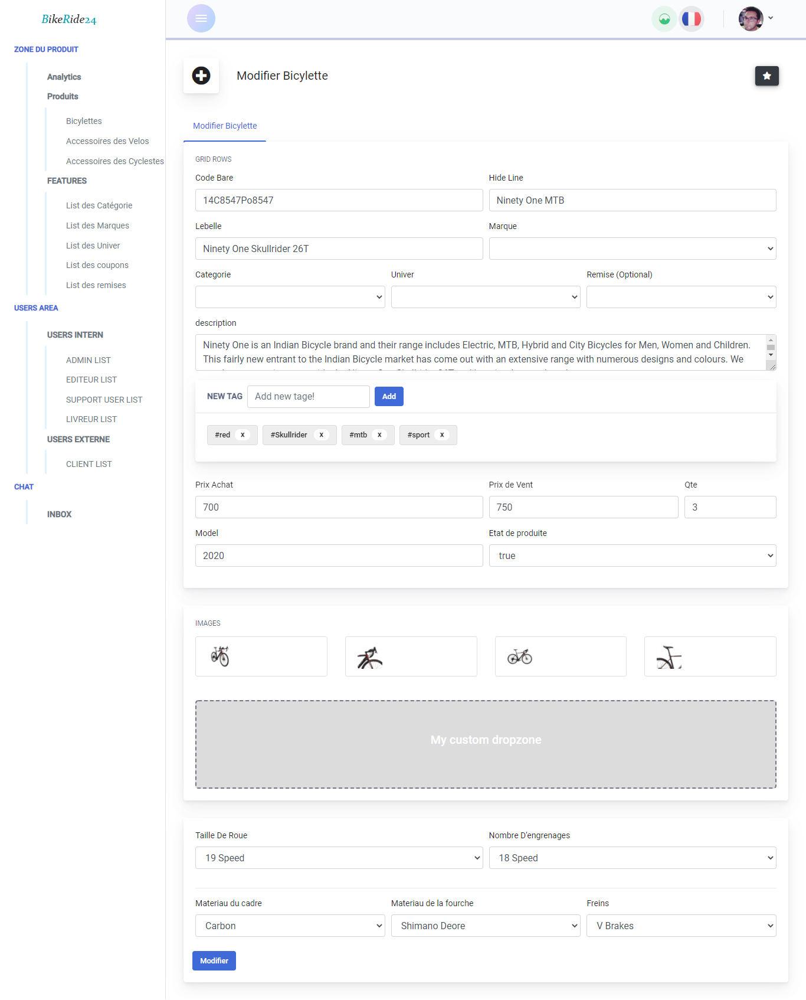 BikeRide24
ZONE DU PRODUIT
Analytics
Produits
Bicylettes
Accessoires des Velos
Accessoires des Cyclestes
FEATURES
List des Catégorie
List des Marques
List des Univer
List des coupons
List des remises
USERS AREA
USERS INTERN
ADMIN LIST
EDITEUR LIST
SUPPORT USER LIST
LIVREUR LIST
USERS EXTERNE
CLIENT LIST
CHAT
INBOX
Modifier Bicylette
Modifier Bicylette
GRID ROWS
Code Bare Hide Line
14C8547Po8547 Ninety One MTB
Lebelle Marque
Ninety One Skullrider 26T
Categorie Univer Remise (Optional)
description
Ninety One is an Indian Bicycle brand and their range includes Electric, MTB, Hybrid and City Bicycles for Men, Women and Children.
This fairly new entrant to the Indian Bicycle market has come out with an extensive range with numerous designs and colours. We
NEW TAG Add new tage! Add
#red x #Skullrider x #mtb x #sport x
Prix Achat Prix de Vent Qte
700 750 3
Model Etat de produite
2020 true
IMAGES
My custom dropzone
Taille De Roue Nombre D'engrenages
19 Speed 18 Speed
Materiau du cadre Materiau de la fourche Freins
Carbon Shimano Deore V Brakes
Modifier